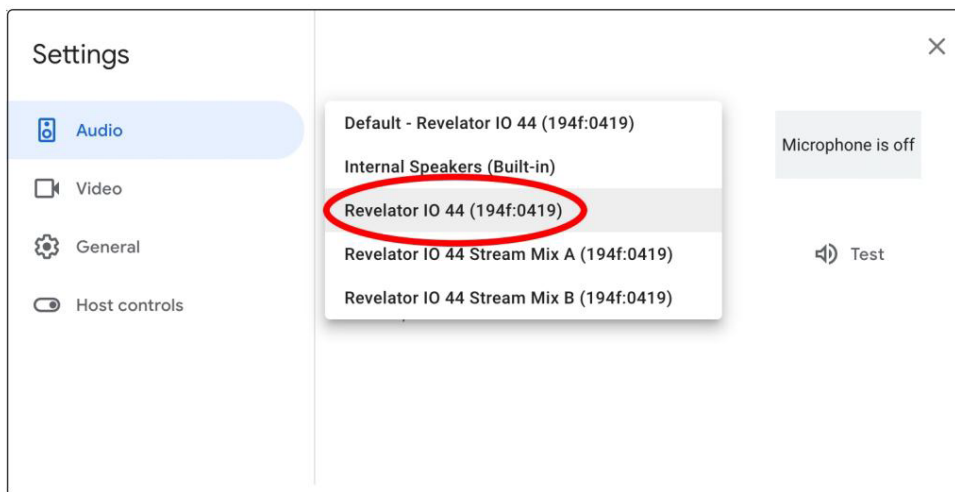 Settings
Audio
Video
General
Host controls
Default - Revelator IO 44 (194f:0419)
Internal Speakers (Built-in)
Revelator IO 44 (194f:0419)
Revelator IO 44 Stream Mix A (194f:0419)
Revelator IO 44 Stream Mix B (194f:0419)
Microphone is off
Test